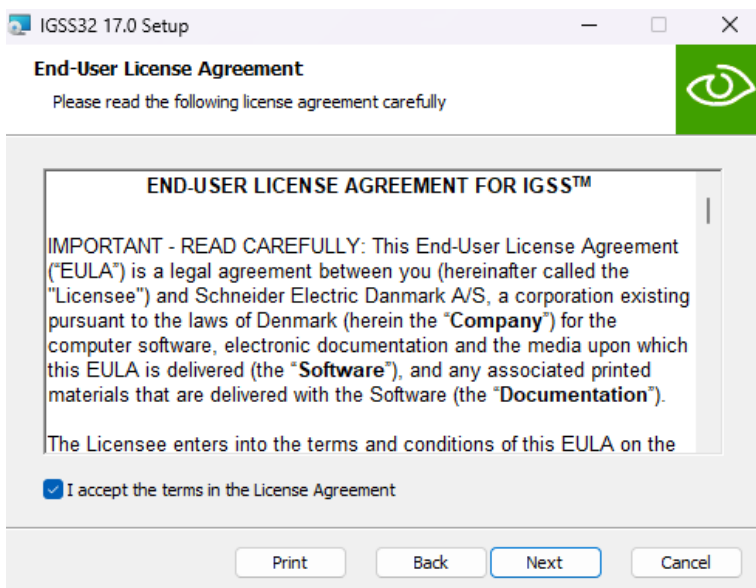 IGSS32 17.0 Setup
End-User License Agreement
Please read the following license agreement carefully
END-USER LICENSE AGREEMENT FOR IGSS™
IMPORTANT - READ CAREFULLY: This End-User License Agreement
(“EULA”) is a legal agreement between you (hereinafter called the
"Licensee") and Schneider Electric Danmark A/S, a corporation existing
pursuant to the laws of Denmark (herein the “Company”) for the
computer software, electronic documentation and the media upon which
this EULA is delivered (the “Software”), and any associated printed
materials that are delivered with the Software (the “Documentation”).
The Licensee enters into the terms and conditions of this EULA on the
I accept the terms in the License Agreement
Print Back Next Cancel